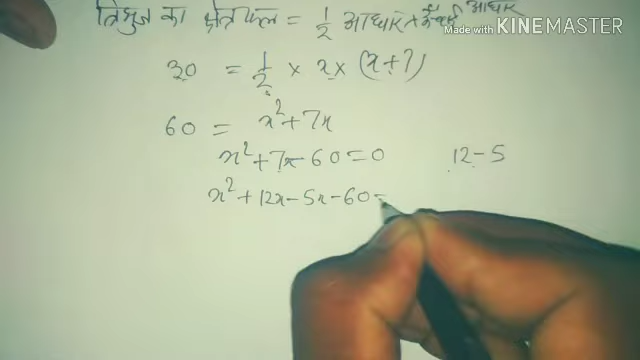 त्रिभुज का क्षेत्रफल = 1/2 आधार × आधार
Made with KINEMASTER
30 = 1/2 × x × (x+7)
60 = x² + 7x
x² + 7x - 60 = 0 12 - 5
x² + 12x - 5x - 60 =